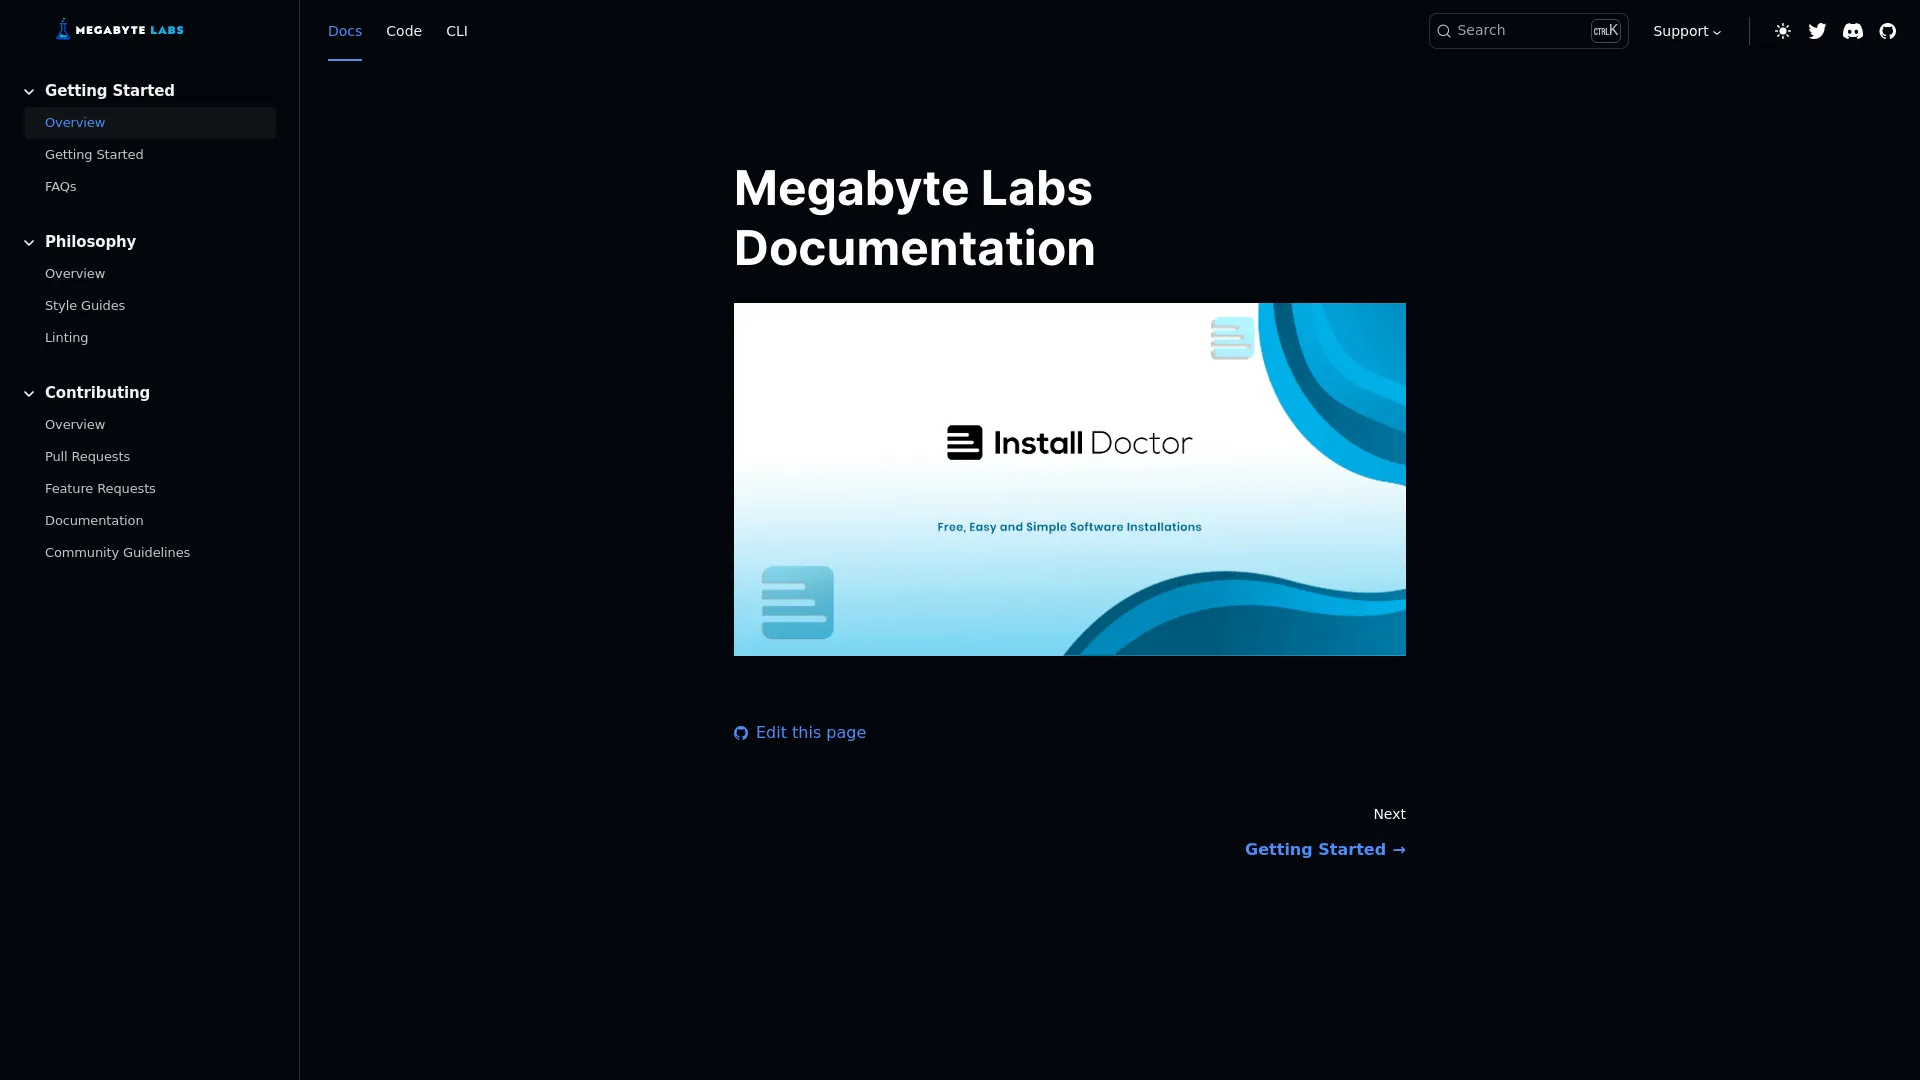 MEGABYTE LABS
Docs
Code
CLI
Search
CTRL K
Support
Getting Started
Overview
Getting Started
FAQs
Philosophy
Overview
Style Guides
Linting
Contributing
Overview
Pull Requests
Feature Requests
Documentation
Community Guidelines
Megabyte Labs
Documentation
Install Doctor
Free, Easy and Simple Software Installations
Edit this page
Next
Getting Started →